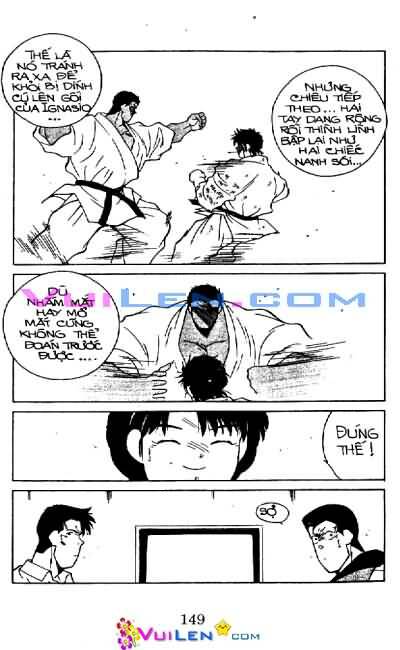 THẾ LÀ
NÓ TRÁNH
RA XA ĐỂ
KHỎI BỊ DÍNH
CÚ LÊN GỐI
CỦA IGNASIO
...
NHƯNG
CHIÊU TIẾP
THEO... HAI
TAY DANG RỘNG
RỒI THÌNH LÌNH
BẬP LẠI NHƯ
HAI CHIẾC
NANH SÓI...
DÙ
NHẮM MẮT
HAY MỞ
MẮT CŨNG
KHÔNG THỂ
ĐOÁN TRƯỚC
ĐƯỢC ....
VUILEN.COM
ĐÚNG
THẾ!
SỢ
149
VUILEN.COM